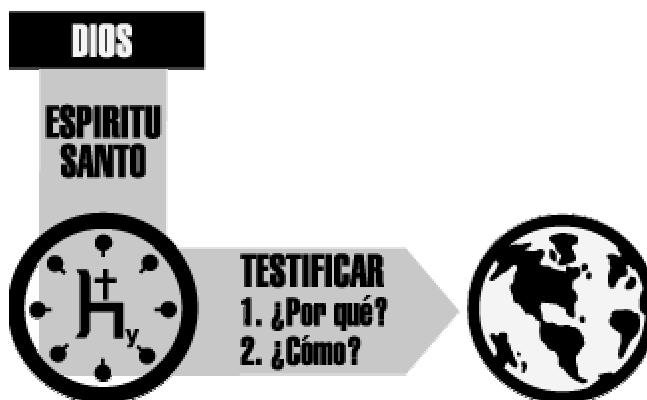 DIOS
ESPIRITU
SANTO
TESTIFICAR
1. ¿Por qué?
2. ¿Cómo?
y